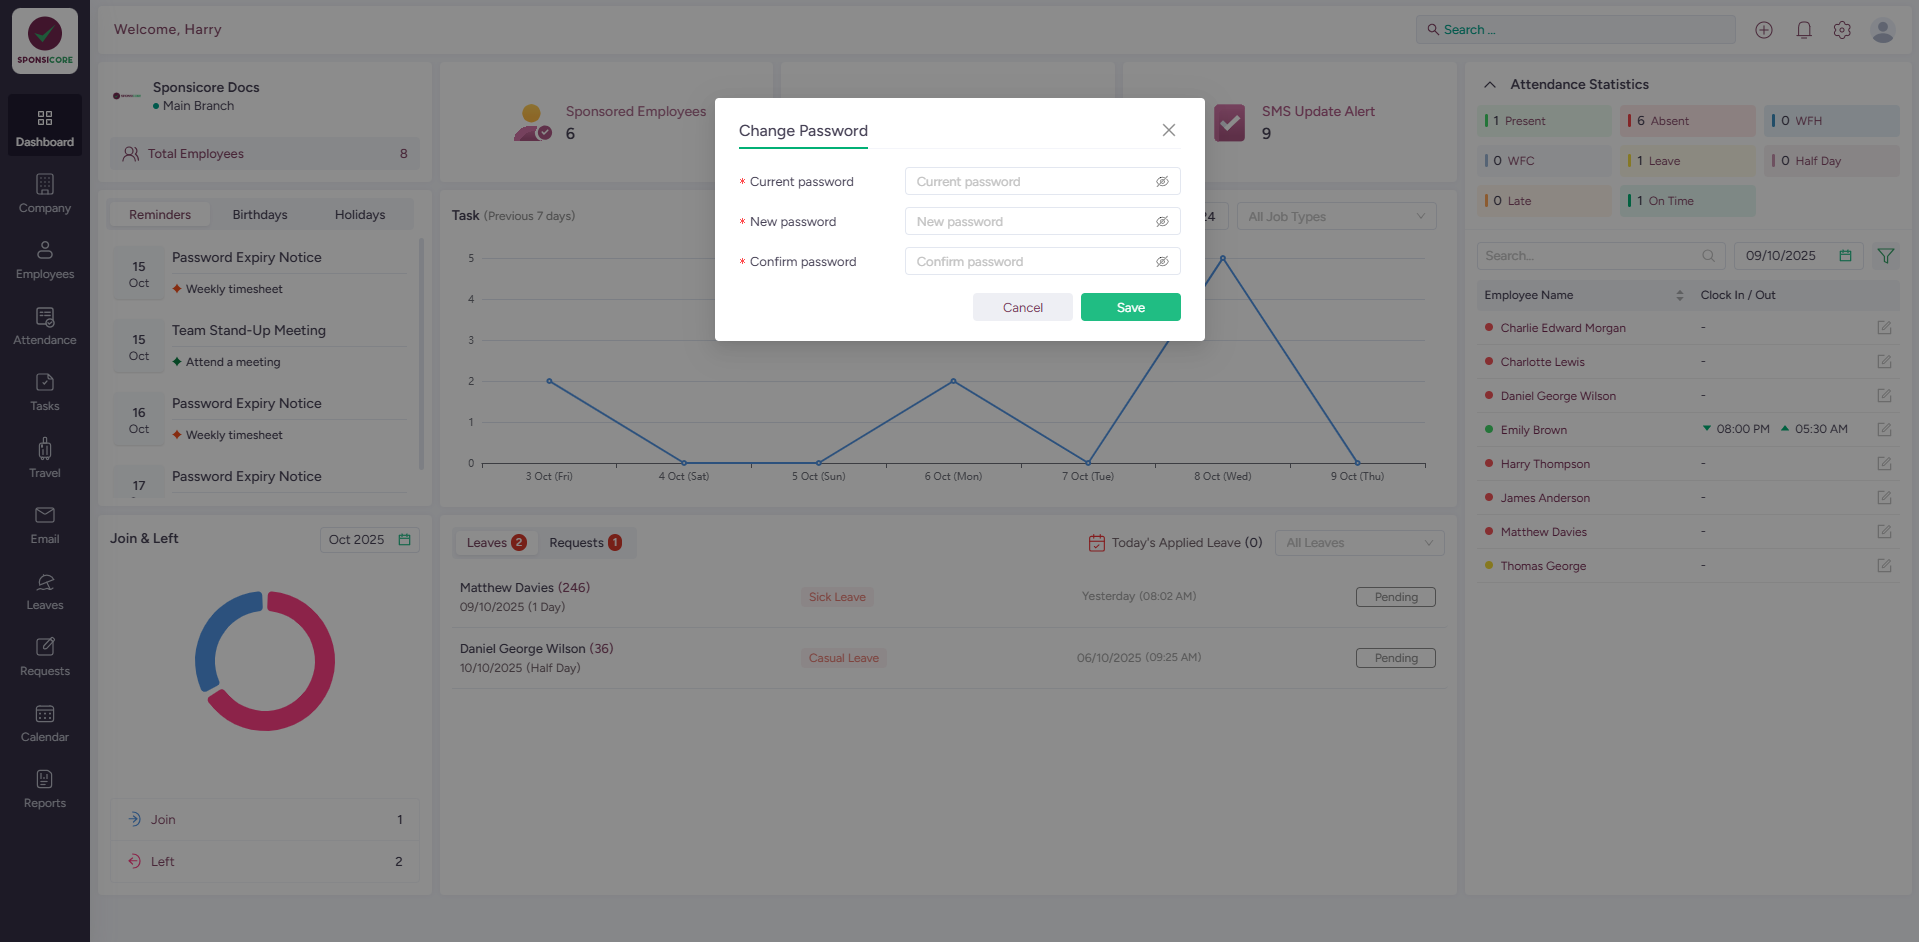 SPONSICORE
Dashboard
Company
Employees
Attendance
Tasks
Travel
Email
Leaves
Requests
Calendar
Reports
Welcome, Harry
Search ...
Sponsicore Docs
Main Branch
Total Employees 8
Sponsored Employees
6
SMS Update Alert
9
Change Password
* Current password Current password
* New password New password
* Confirm password Confirm password
Cancel Save
Reminders Birthdays Holidays
15 Oct
Password Expiry Notice
Weekly timesheet
15 Oct
Team Stand-Up Meeting
Attend a meeting
16 Oct
Password Expiry Notice
Weekly timesheet
17
Password Expiry Notice
Task (Previous 7 days)
24
All Job Types
5
4
3
2
1
0
3 Oct (Fri) 4 Oct (Sat) 5 Oct (Sun) 6 Oct (Mon) 7 Oct (Tue) 8 Oct (Wed) 9 Oct (Thu)
Join & Left Oct 2025
Join 1
Left 2
Leaves 2 Requests 1
Today's Applied Leave (0) All Leaves
Matthew Davies (246)
09/10/2025 (1 Day)
Sick Leave Yesterday (08:02 AM) Pending
Daniel George Wilson (36)
10/10/2025 (Half Day)
Casual Leave 06/10/2025 (09:25 AM) Pending
Attendance Statistics
1 Present 6 Absent 0 WFH
0 WFC 1 Leave 0 Half Day
0 Late 1 On Time
Search... 09/10/2025
Employee Name Clock In / Out
Charlie Edward Morgan -
Charlotte Lewis -
Daniel George Wilson -
Emily Brown 08:00 PM 05:30 AM
Harry Thompson -
James Anderson -
Matthew Davies -
Thomas George -